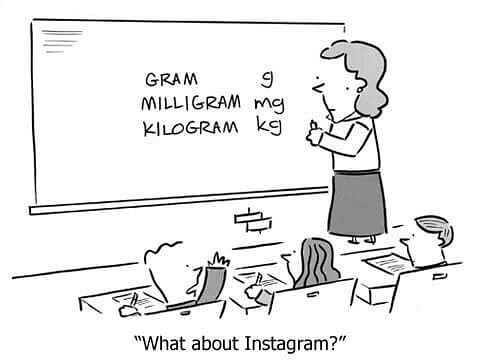 GRAM g
MILLIGRAM mg
KILOGRAM kg
“What about Instagram?”